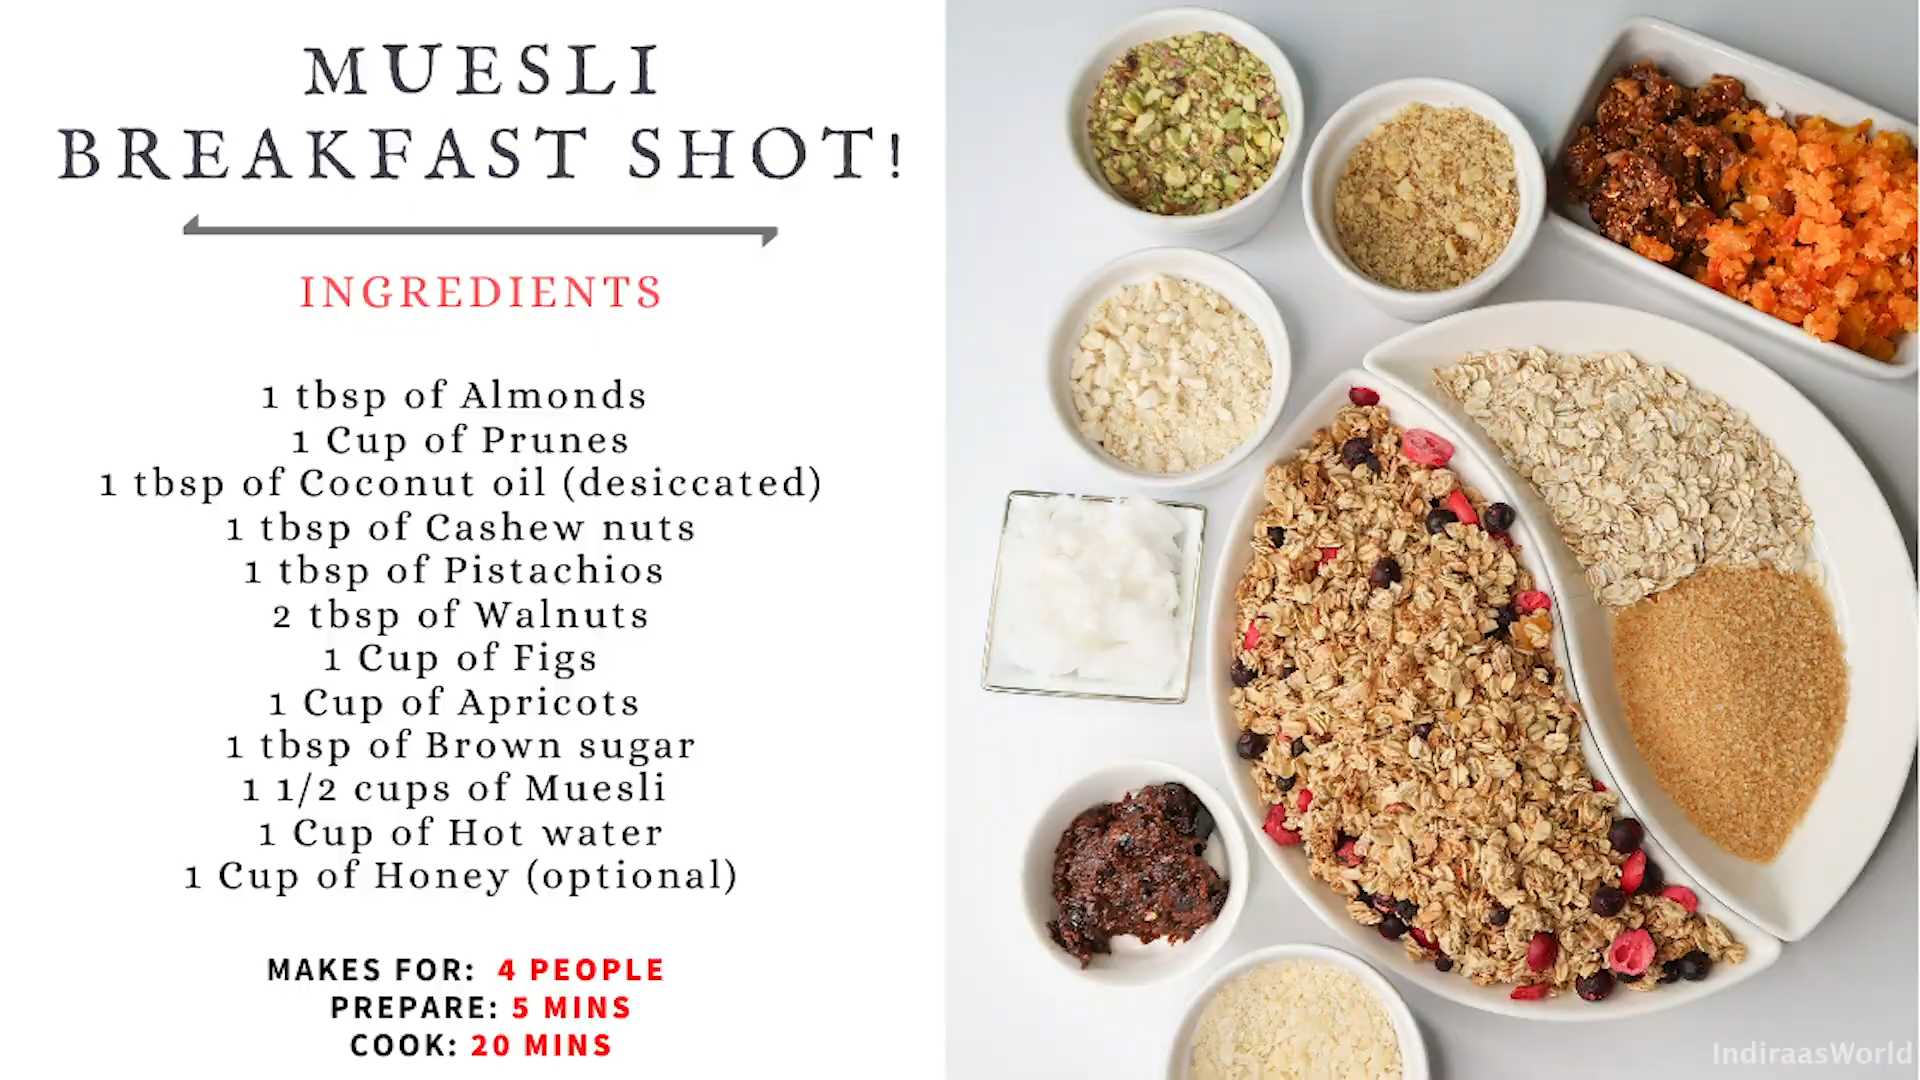 MUESLI
BREAKFAST SHOT!
INGREDIENTS
1 tbsp of Almonds
1 Cup of Prunes
1 tbsp of Coconut oil (desiccated)
1 tbsp of Cashew nuts
1 tbsp of Pistachios
2 tbsp of Walnuts
1 Cup of Figs
1 Cup of Apricots
1 tbsp of Brown sugar
1 1/2 cups of Muesli
1 Cup of Hot water
1 Cup of Honey (optional)
MAKES FOR: 4 PEOPLE
PREPARE: 5 MINS
COOK: 20 MINS
IndiraasWorld